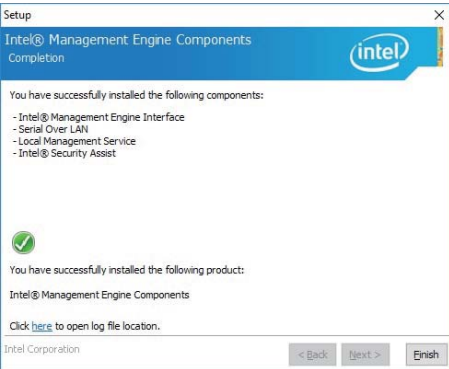 Setup
Intel® Management Engine Components
Completion
intel
You have successfully installed the following components:
- Intel® Management Engine Interface
- Serial Over LAN
- Local Management Service
- Intel® Security Assist
You have successfully installed the following product:
Intel® Management Engine Components
Click here to open log file location.
Intel Corporation
< Back
Next >
Finish